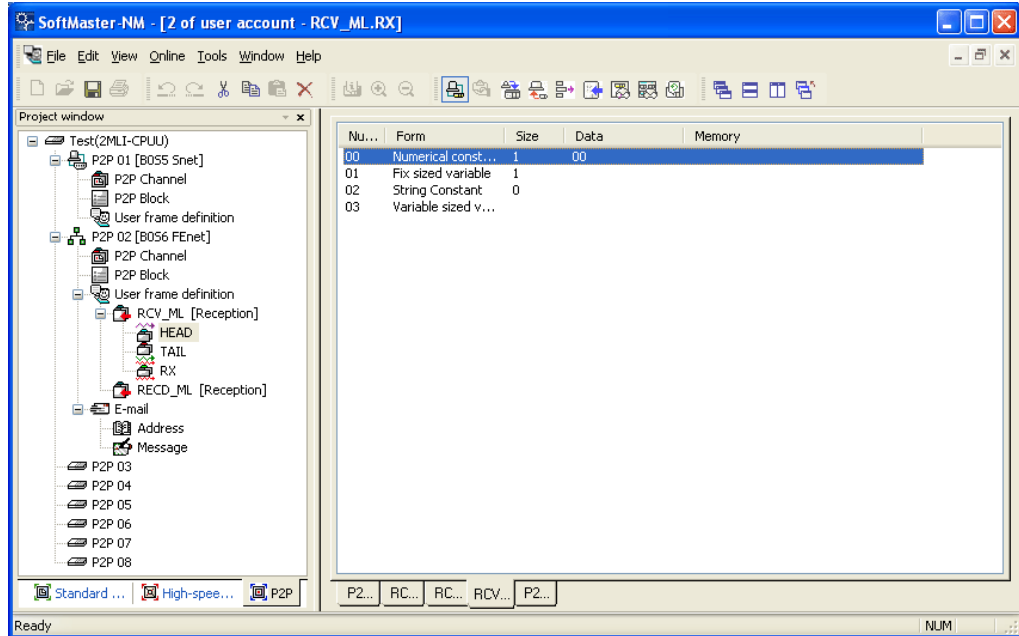 SoftMaster-NM - [2 of user account - RCV_ML.RX]
File Edit View Online Tools Window Help
Project window
Test(2MLI-CPUU)
P2P 01 [B0S5 Snet]
P2P Channel
P2P Block
User frame definition
P2P 02 [B0S6 FEnet]
P2P Channel
P2P Block
User frame definition
RCV_ML [Reception]
HEAD
TAIL
RX
RECD_ML [Reception]
E-mail
Address
Message
P2P 03
P2P 04
P2P 05
P2P 06
P2P 07
P2P 08
Standard ... High-spee... P2P
Nu... Form Size Data Memory
00 Numerical const... 1 00
01 Fix sized variable 1
02 String Constant 0
03 Variable sized v...
P2... RC... RC... RCV... P2...
Ready NUM